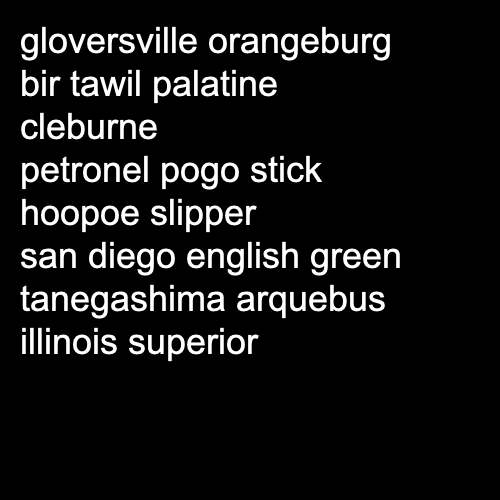 gloversville orangeburg
bir tawil palatine
cleburne
petronel pogo stick
hoopoe slipper
san diego english green
tanegashima arquebus
illinois superior